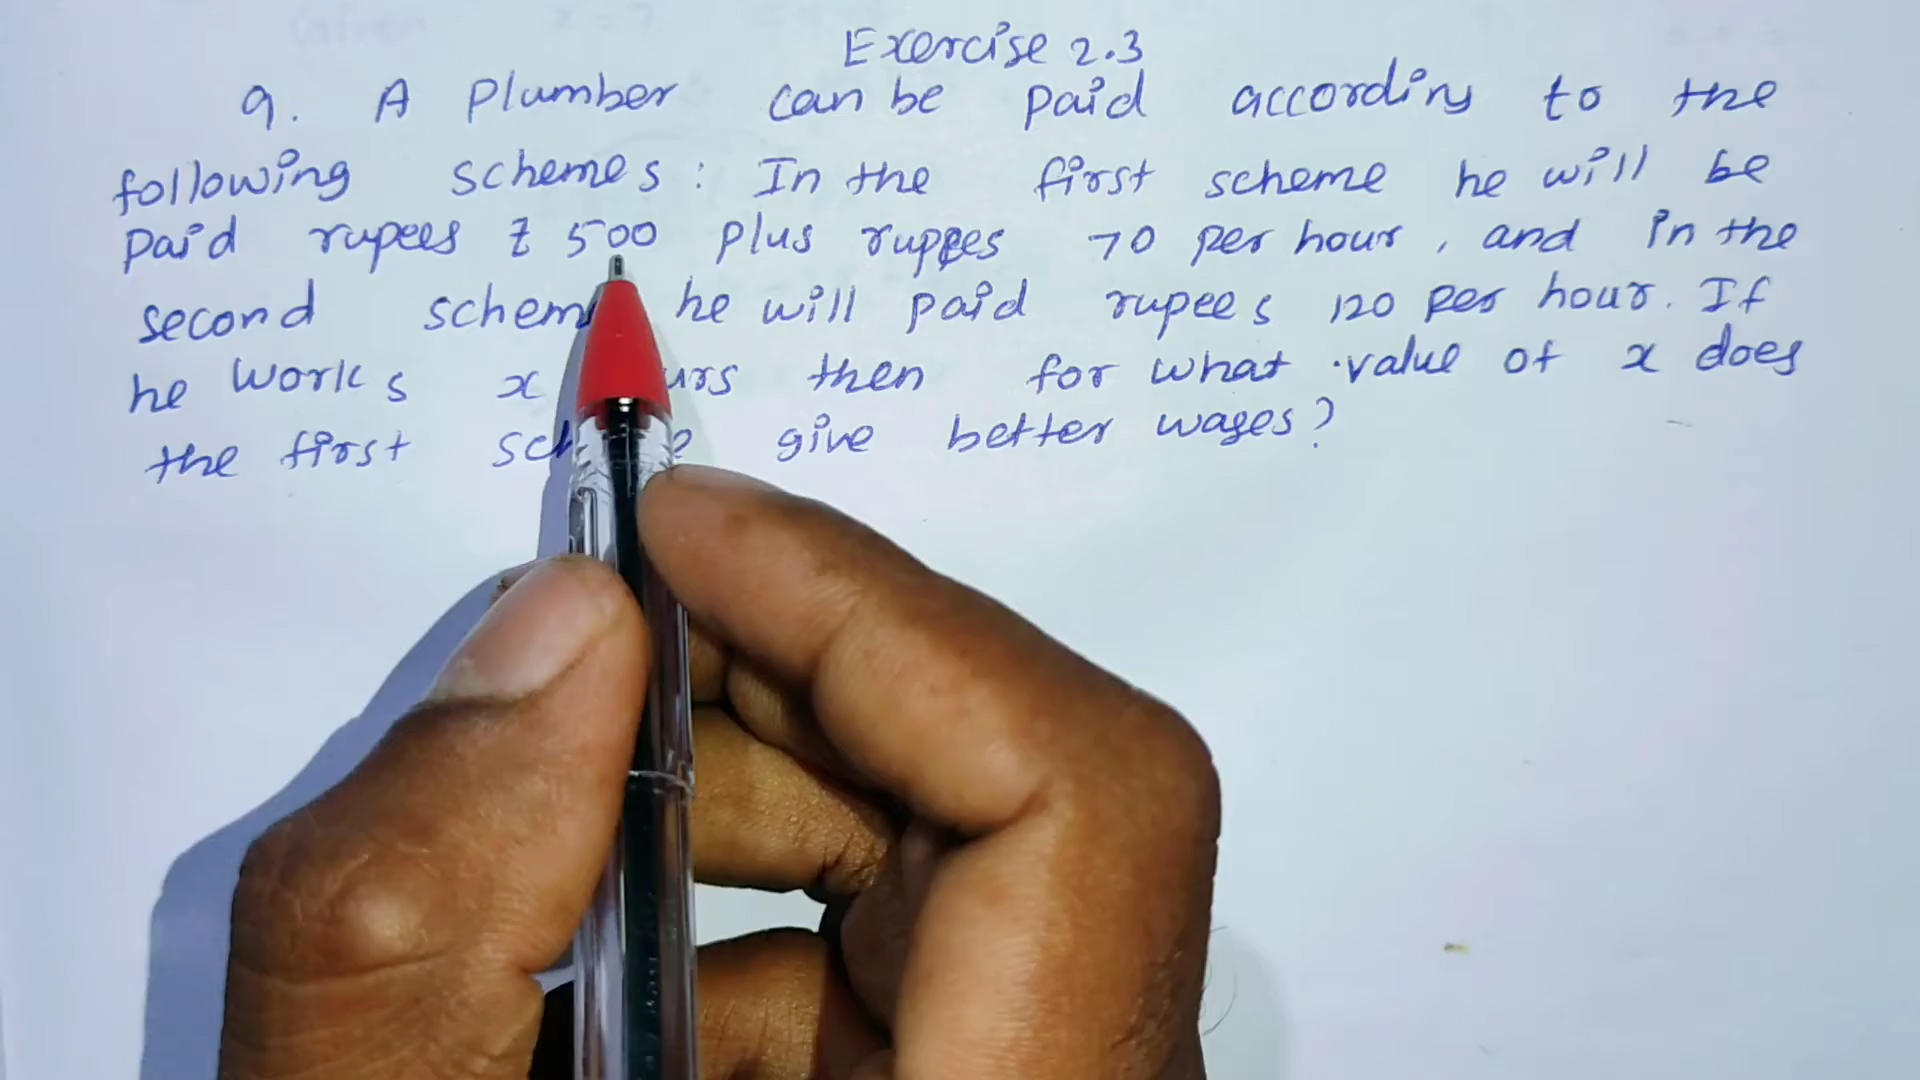 Exercise 2.3
9. A Plumber can be Paid according to the
following schemes: In the first scheme he will be
Paid rupees ₹ 500 Plus rupees 70 per hour, and in the
second he will paid rupees 120 per hour. If
he works x then for what value of x does
the first give better wages?